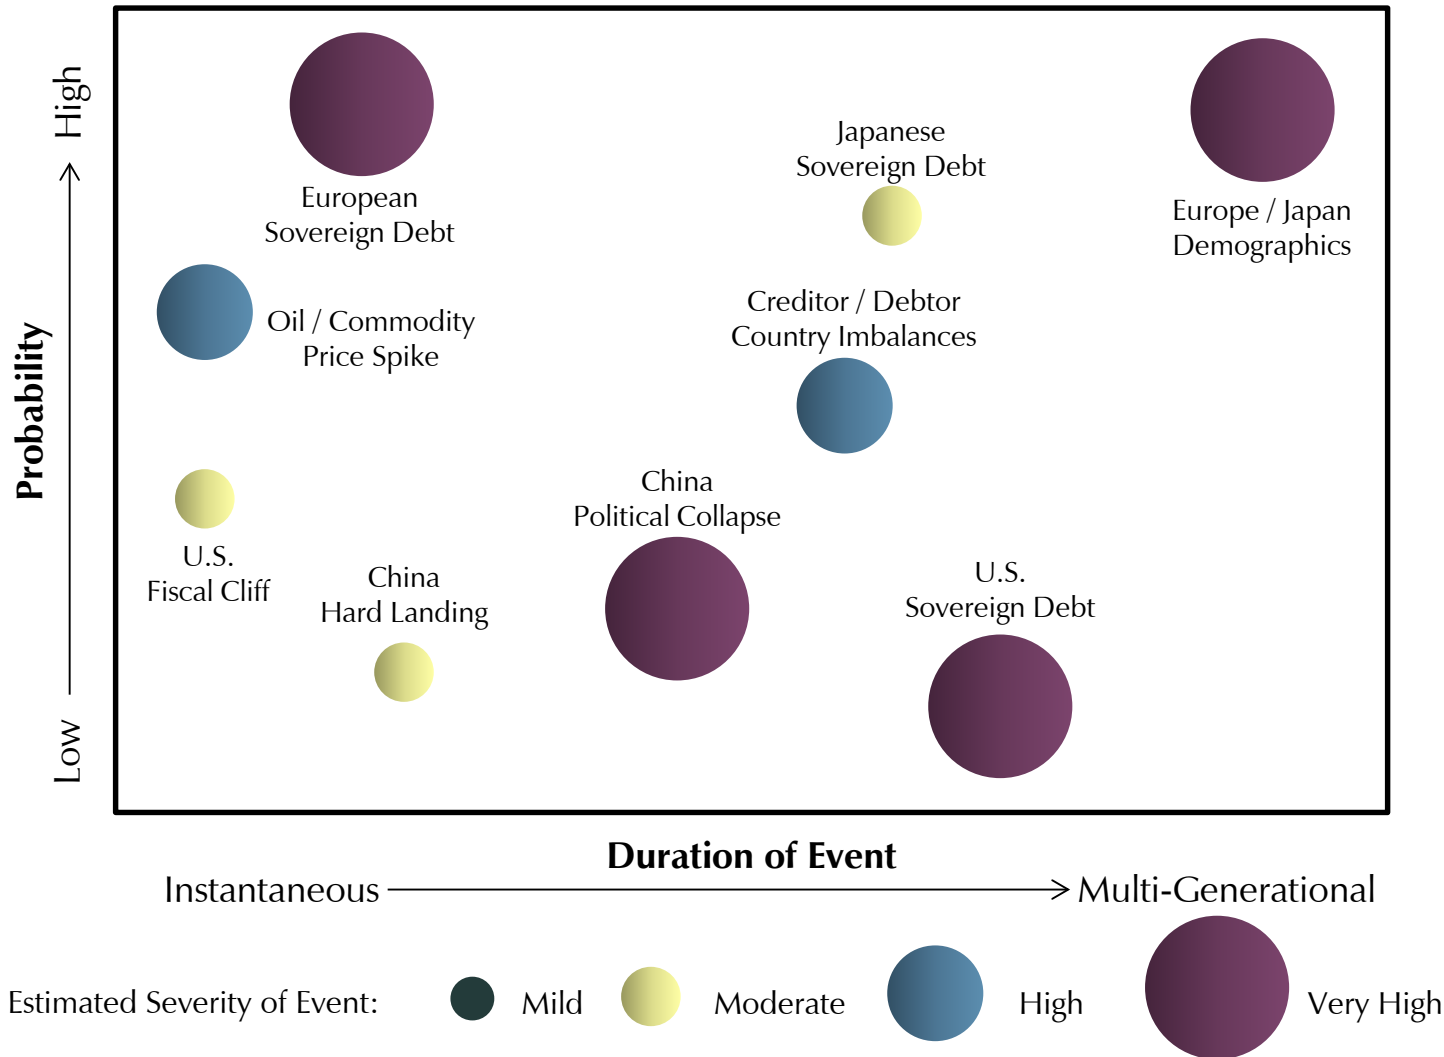 High
Probability
Low
European
Sovereign Debt
Japanese
Sovereign Debt
Europe / Japan
Demographics
Oil / Commodity
Price Spike
Creditor / Debtor
Country Imbalances
U.S.
Fiscal Cliff
China
Hard Landing
China
Political Collapse
U.S.
Sovereign Debt
Duration of Event
Instantaneous
Multi-Generational
Estimated Severity of Event:
Mild
Moderate
High
Very High